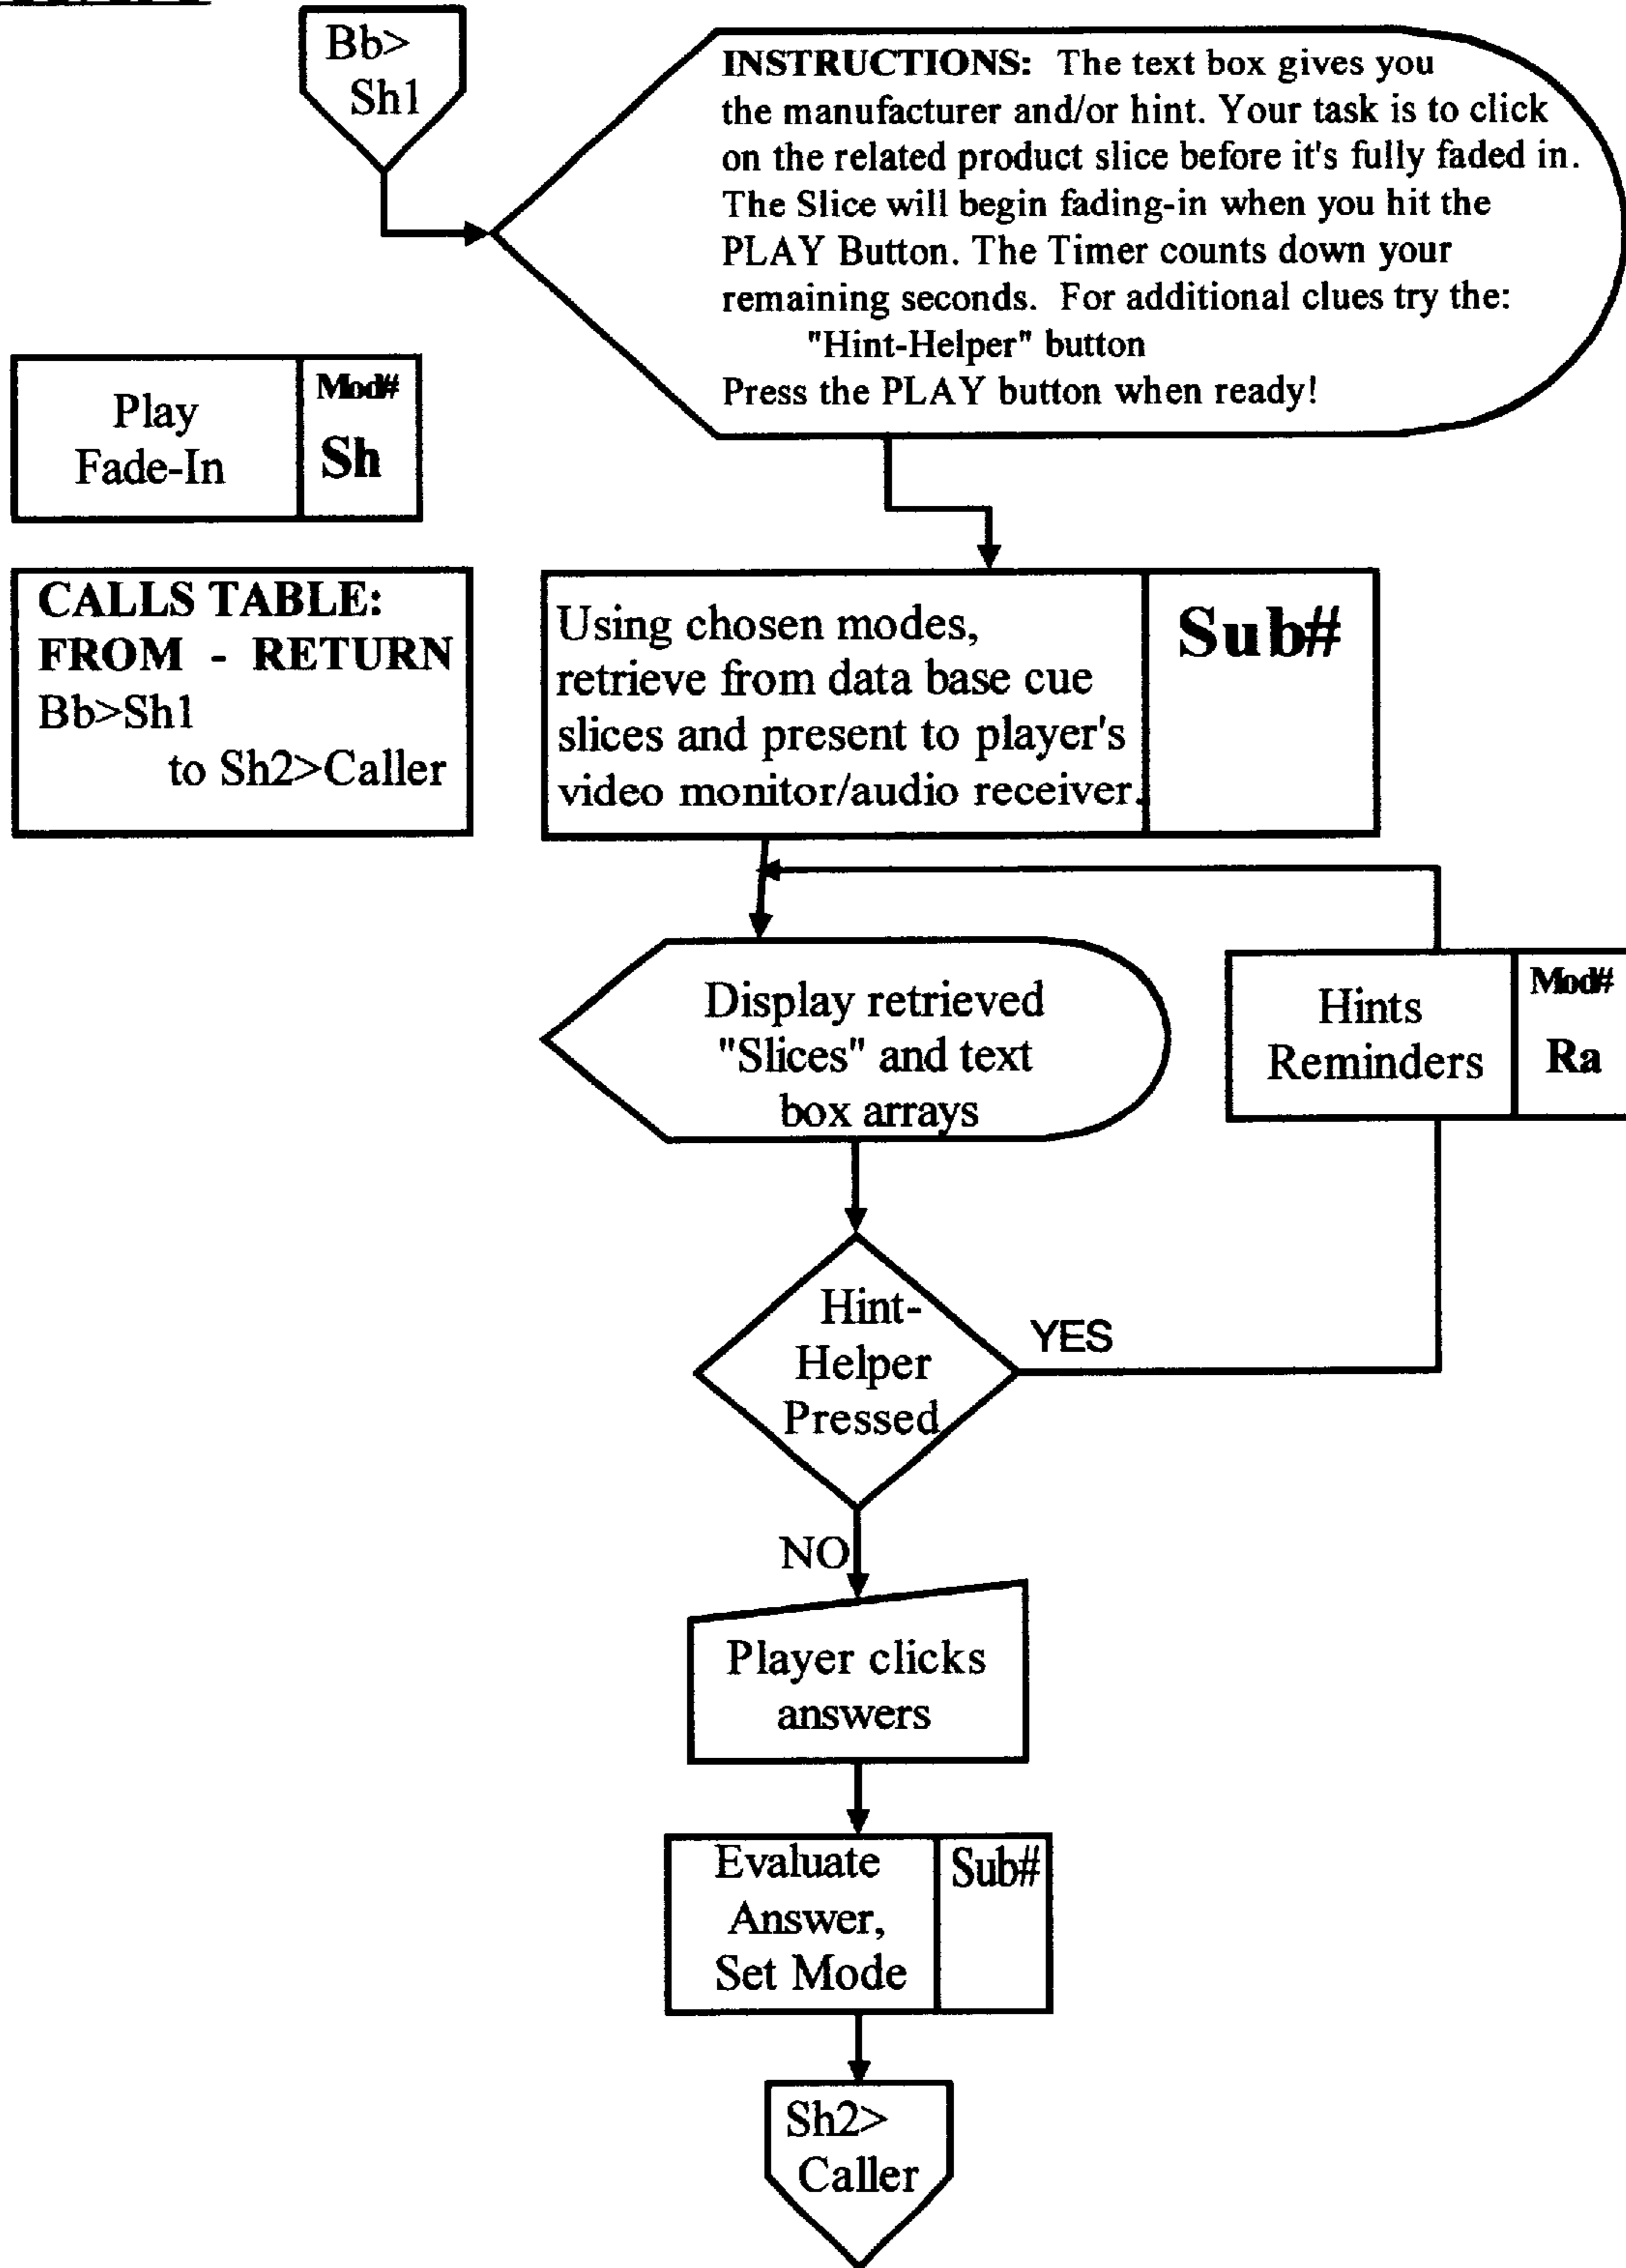 Bb>
Sh1
INSTRUCTIONS: The text box gives you
the manufacturer and/or hint. Your task is to click
on the related product slice before it's fully faded in.
The Slice will begin fading-in when you hit the
PLAY Button. The Timer counts down your
remaining seconds. For additional clues try the:
"Hint-Helper" button
Press the PLAY button when ready!
Play
Fade-In
Mod#
Sh
CALLS TABLE:
FROM - RETURN
Bb>Sh1
to Sh2>Caller
Using chosen modes,
retrieve from data base cue
slices and present to player's
video monitor/audio receiver.
Sub#
Display retrieved
"Slices" and text
box arrays
Hints
Reminders
Mod#
Ra
Hint-
Helper
Pressed
YES
NO
Player clicks
answers
Evaluate
Answer,
Set Mode
Sub#
Sh2>
Caller